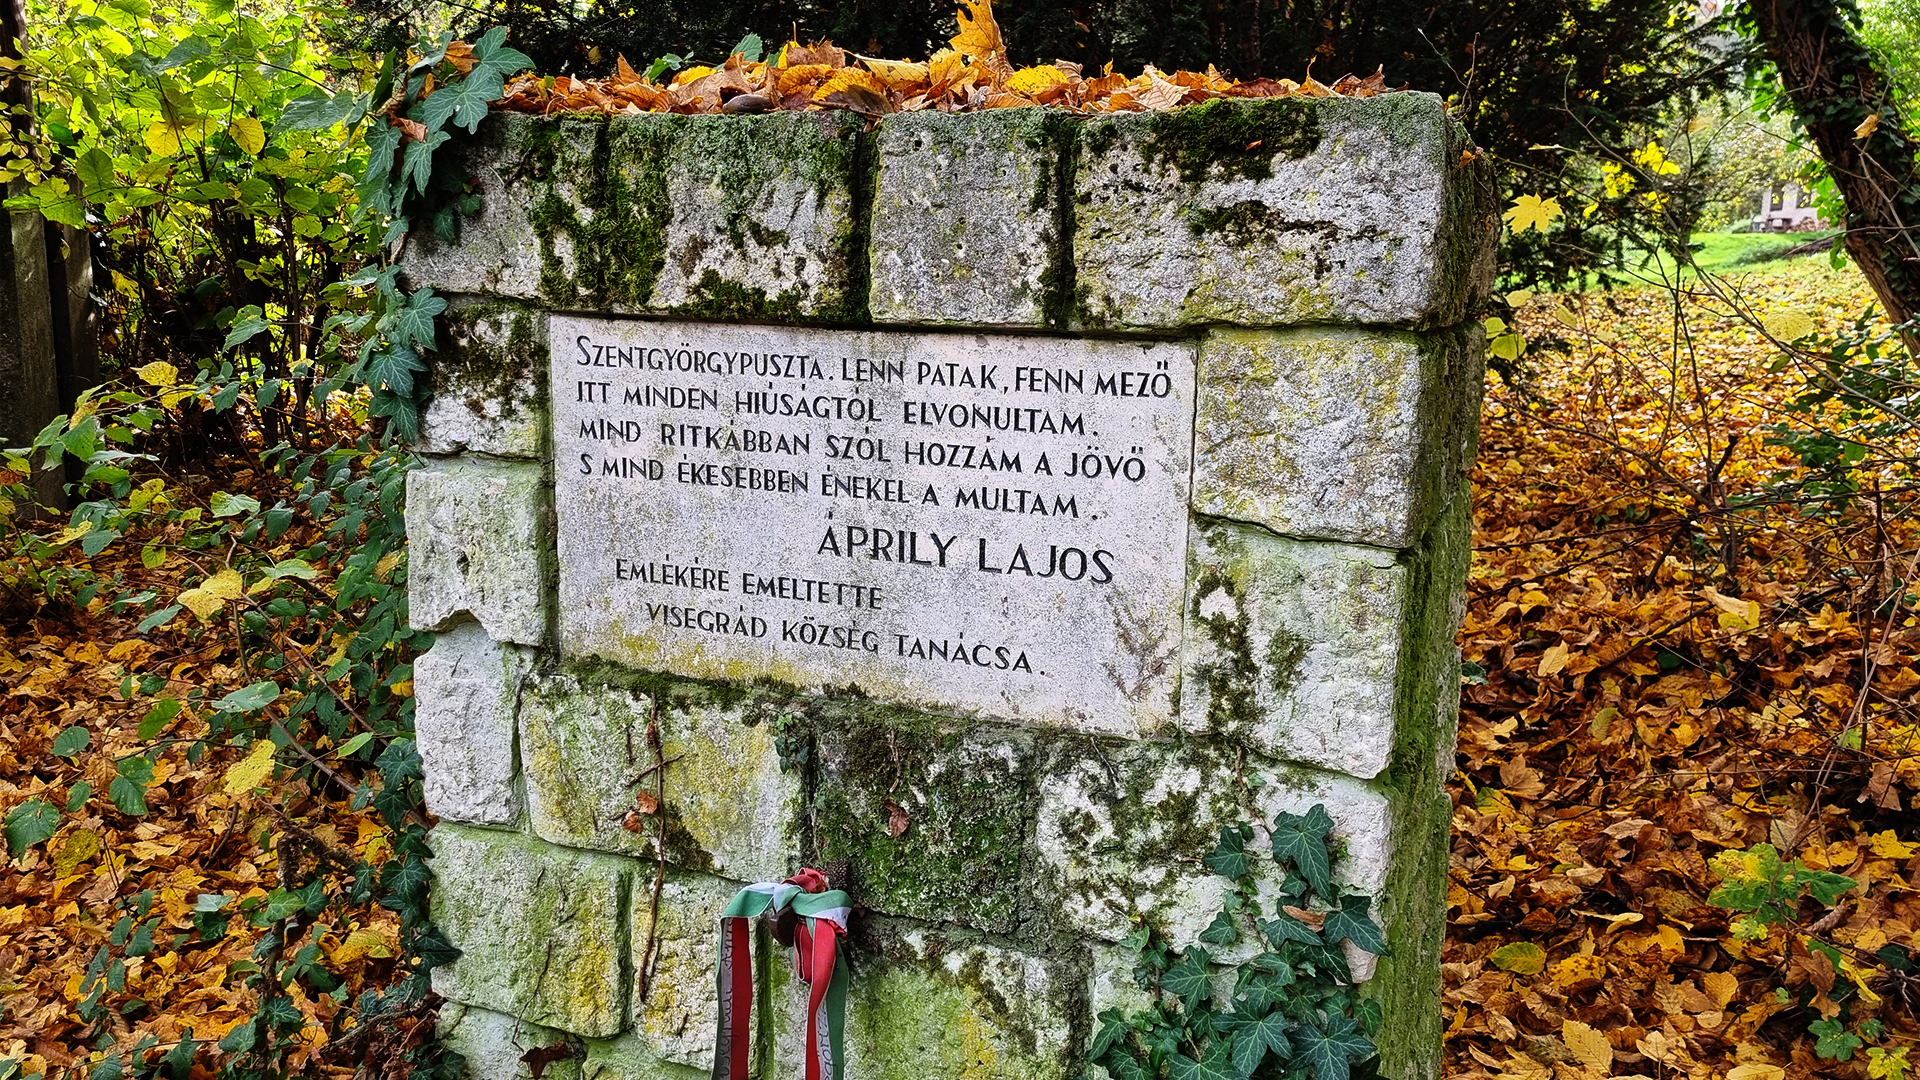 SZENTGYÖRGYPUSZTA. LENN PATAK, FENN MEZŐ
ITT MINDEN HIÚSÁGTÓL ELVONULTAM.
MIND RITKÁBBAN SZÓL HOZZÁM A JÖVŐ
S MIND ÉKESEBBEN ÉNEKEL A MULTAM.
ÁPRILY LAJOS
EMLÉKÉRE EMELTETTE
VISEGRÁD KÖZSÉG TANÁCSA.